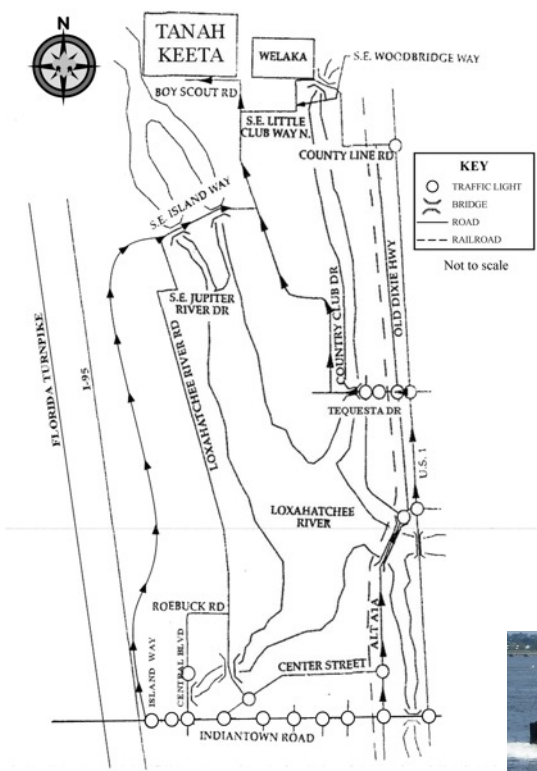 N
TANAH
KEETA
WELAKA
S.E. WOODBRIDGE WAY
BOY SCOUT RD
S.E. LITTLE
CLUB WAY N.
COUNTY LINE RD
KEY
TRAFFIC LIGHT
BRIDGE
ROAD
RAILROAD
Not to scale
S.E. ISLAND WAY
S.E. JUPITER
RIVER DR
COUNTRY CLUB DR
OLD DIXIE HWY
FLORIDA TURNPIKE
I-95
LOXAHATCHEE RIVER RD
TEQUESTA DR
U.S. 1
LOXAHATCHEE
RIVER
ROEBUCK RD
ALT A1A
ISLAND WAY
CENTRAL BLVD
CENTER STREET
INDIANTOWN ROAD